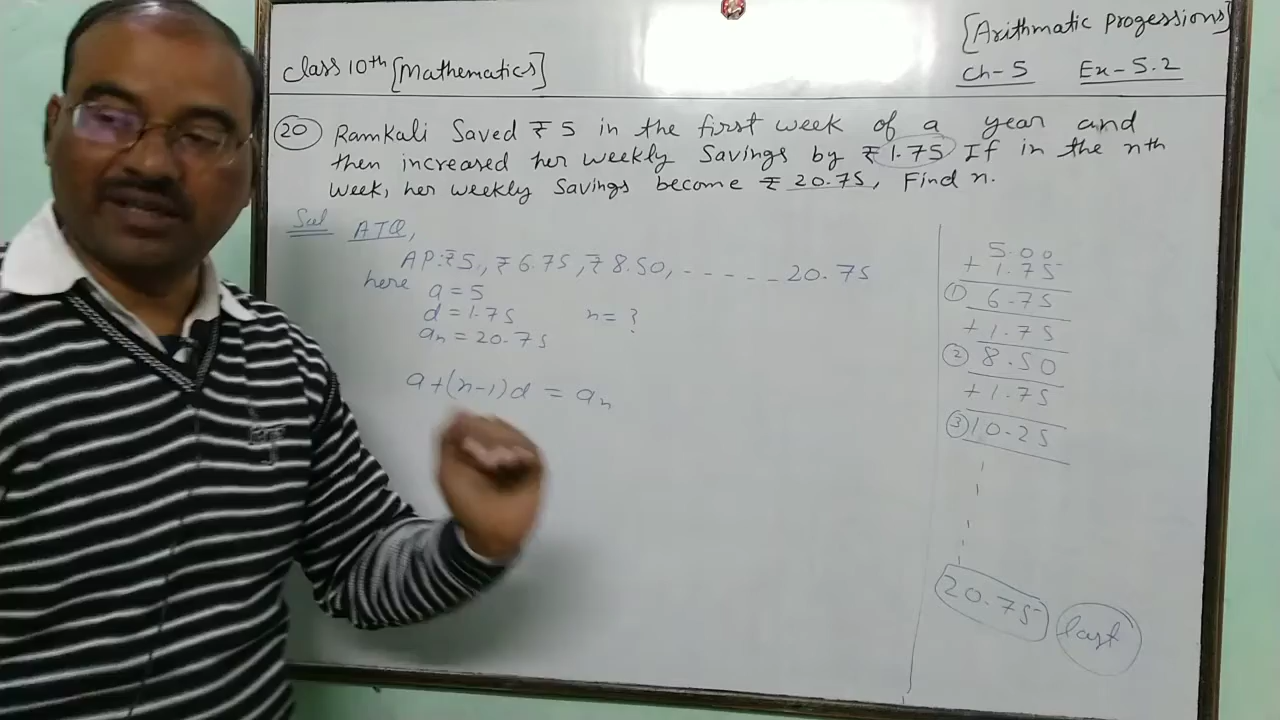 Class 10th [Mathematics]
[Arithmatic progessions]
Ch-5 Ex-5.2
20 Ramkali Saved ₹ 5 in the first week of a year and
then increased her weekly Savings by ₹ 1.75 If in the nth
week, her weekly Savings become ₹ 20.75, Find n.
Sol ATQ,
AP:₹5, ₹6.75, ₹8.50, ------20.75
here a = 5
d = 1.75 n = ?
an = 20.75
a+(n-1)d = an
5.00
+ 1.75
① 6.75
+ 1.75
② 8.50
+ 1.75
③ 10.25
20.75 last